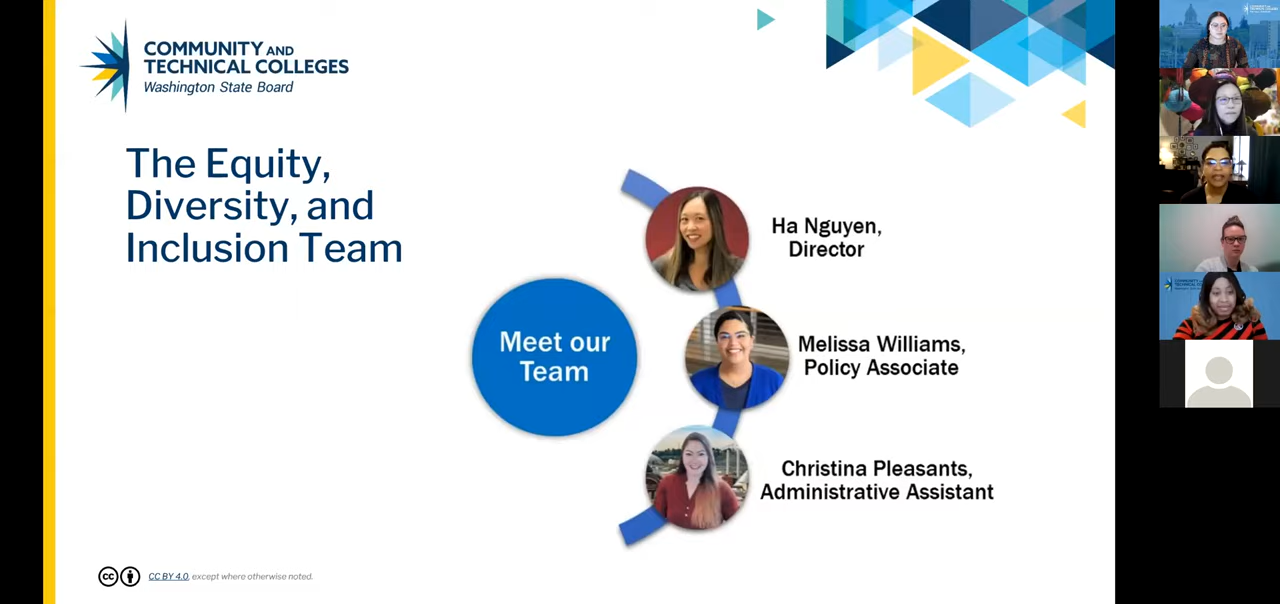 COMMUNITY AND
TECHNICAL COLLEGES
Washington State Board
The Equity,
Diversity, and
Inclusion Team
Meet our
Team
Ha Nguyen,
Director
Melissa Williams,
Policy Associate
Christina Pleasants,
Administrative Assistant
CC BY 4.0, except where otherwise noted.
cc